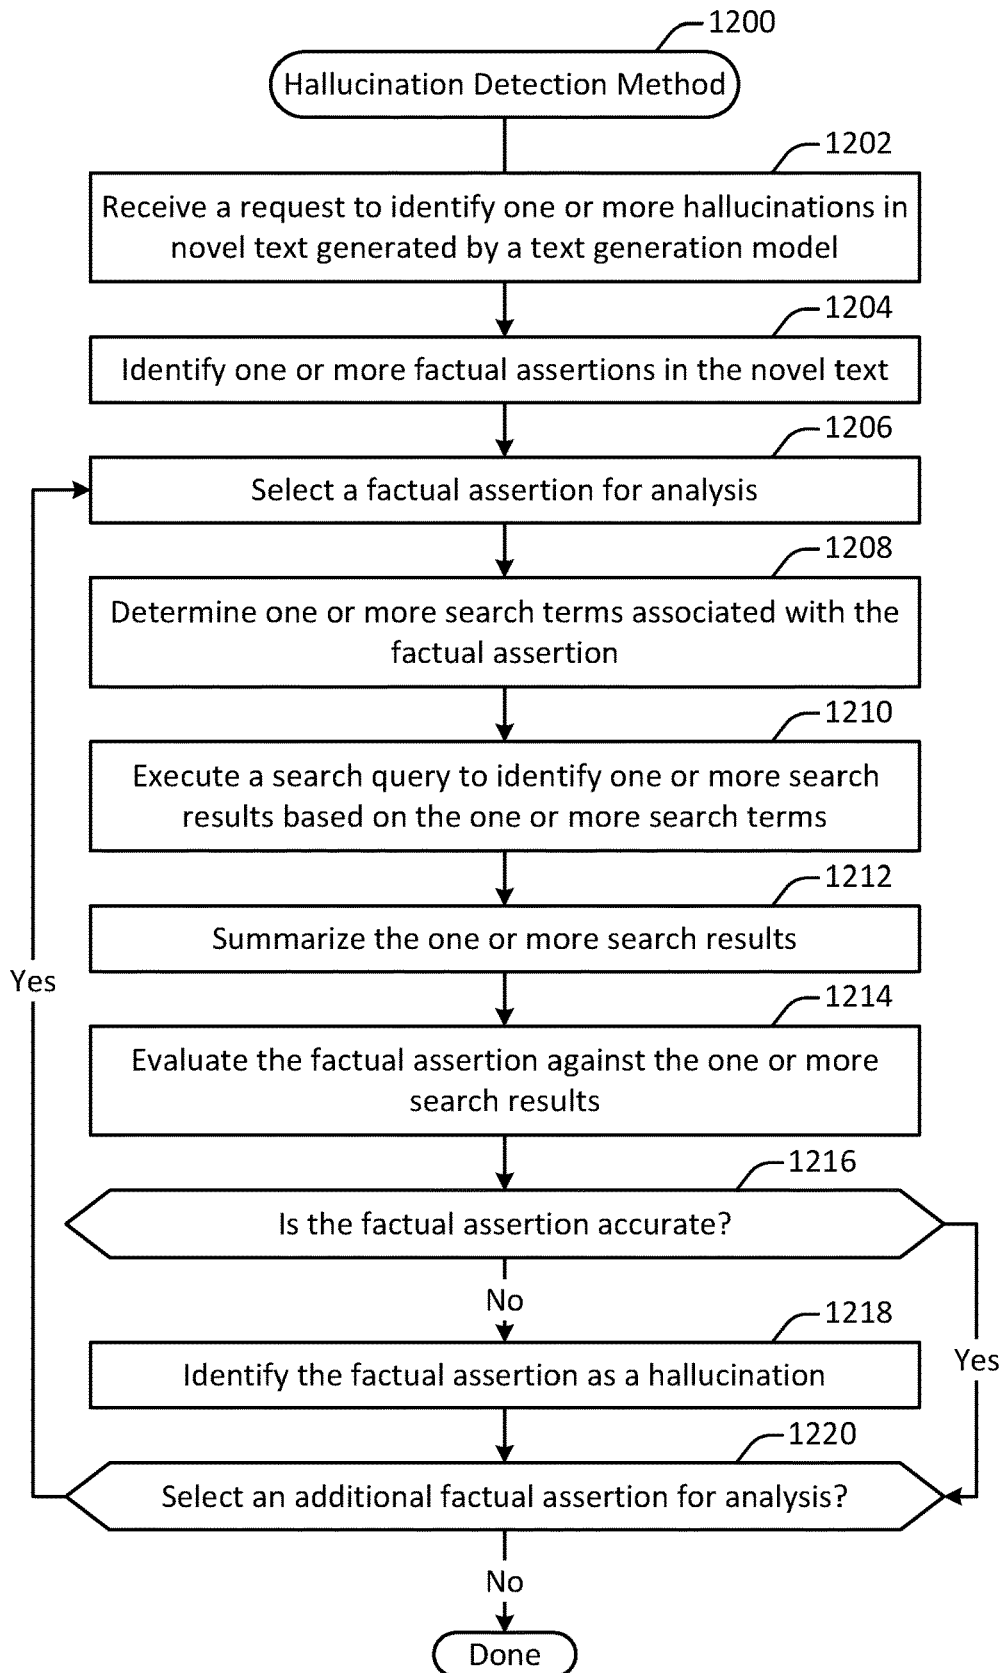 1200
Hallucination Detection Method
1202
Receive a request to identify one or more hallucinations in
novel text generated by a text generation model
1204
Identify one or more factual assertions in the novel text
1206
Select a factual assertion for analysis
1208
Determine one or more search terms associated with the
factual assertion
1210
Execute a search query to identify one or more search
results based on the one or more search terms
1212
Summarize the one or more search results
Yes
1214
Evaluate the factual assertion against the one or more
search results
1216
Is the factual assertion accurate?
No
1218
Identify the factual assertion as a hallucination
Yes
1220
Select an additional factual assertion for analysis?
No
Done